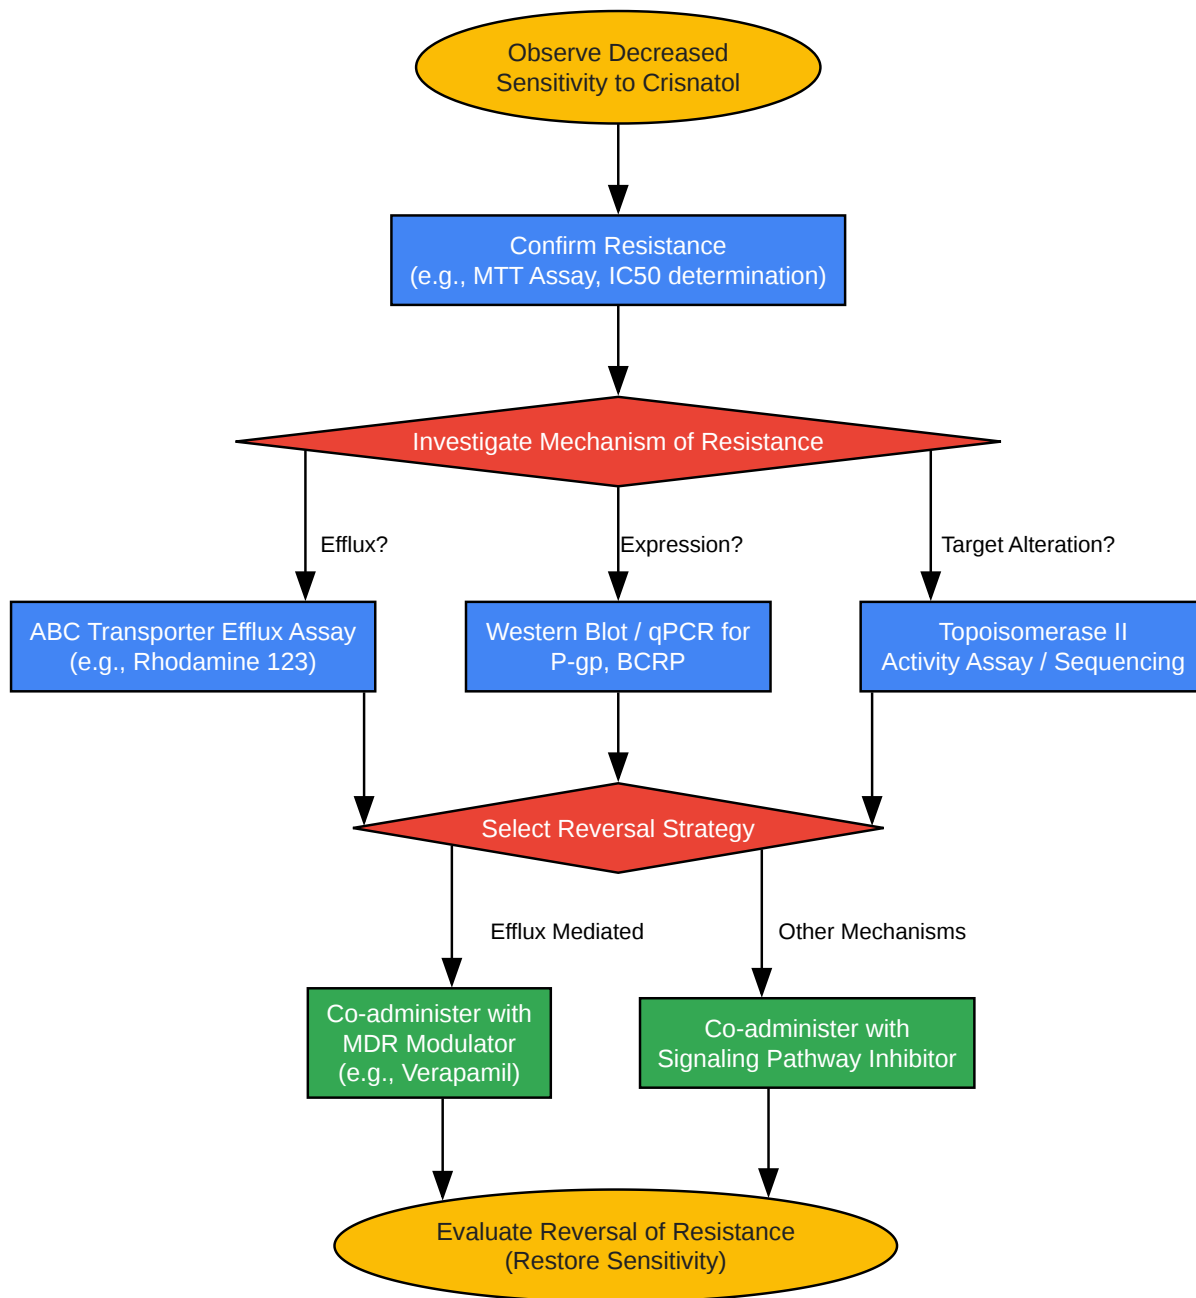 Observe Decreased
Sensitivity to Crisnatol
Confirm Resistance
(e.g., MTT Assay, IC50 determination)
Investigate Mechanism of Resistance
Efflux?
Expression?
Target Alteration?
ABC Transporter Efflux Assay
(e.g., Rhodamine 123)
Western Blot / qPCR for
P-gp, BCRP
Topoisomerase II
Activity Assay / Sequencing
Select Reversal Strategy
Efflux Mediated
Other Mechanisms
Co-administer with
MDR Modulator
(e.g., Verapamil)
Co-administer with
Signaling Pathway Inhibitor
Evaluate Reversal of Resistance
(Restore Sensitivity)